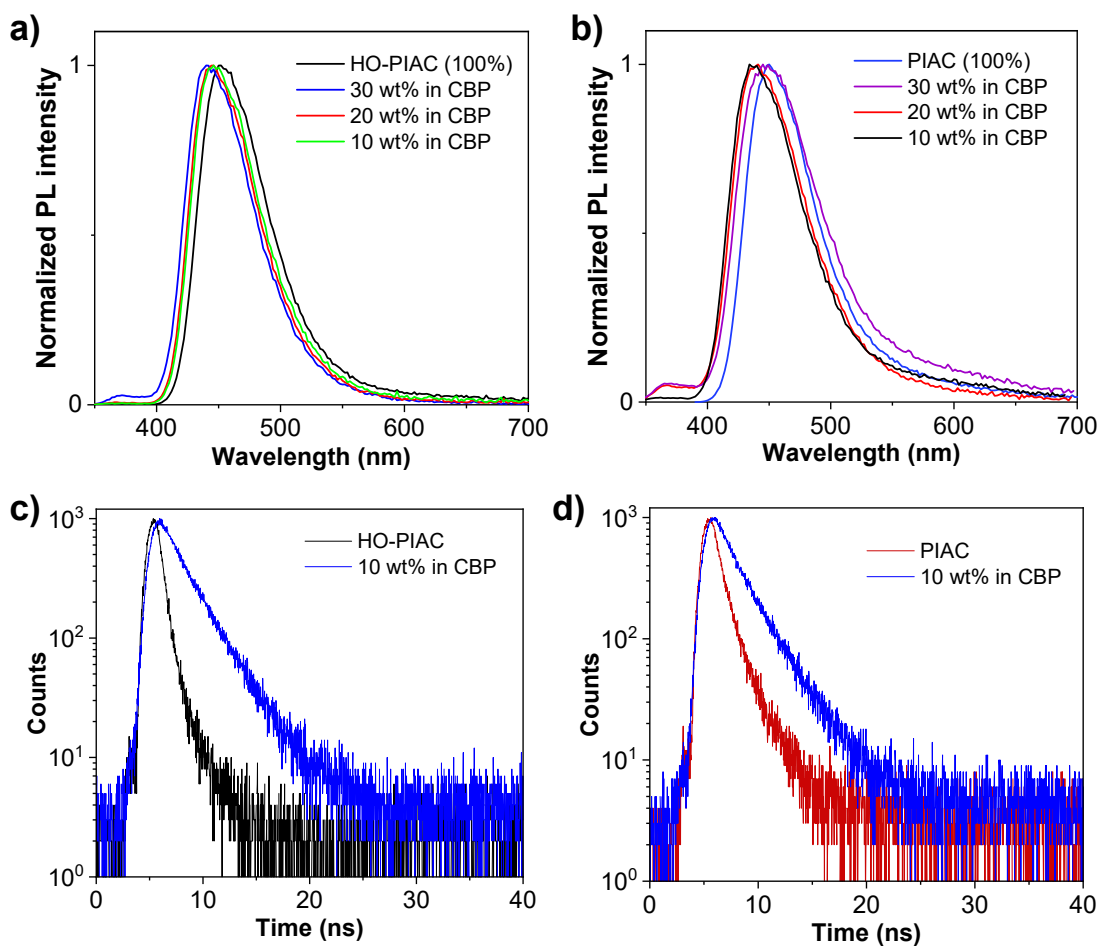 a)
Normalized PL intensity
1
0
HO-PIAC (100%)
30 wt% in CBP
20 wt% in CBP
10 wt% in CBP
400 500 600 700
Wavelength (nm)
b)
Normalized PL intensity
1
0
PIAC (100%)
30 wt% in CBP
20 wt% in CBP
10 wt% in CBP
400 500 600 700
Wavelength (nm)
c)
Counts
10³
10²
10¹
10⁰
HO-PIAC
10 wt% in CBP
0 10 20 30 40
Time (ns)
d)
Counts
10³
10²
10¹
10⁰
PIAC
10 wt% in CBP
0 10 20 30 40
Time (ns)